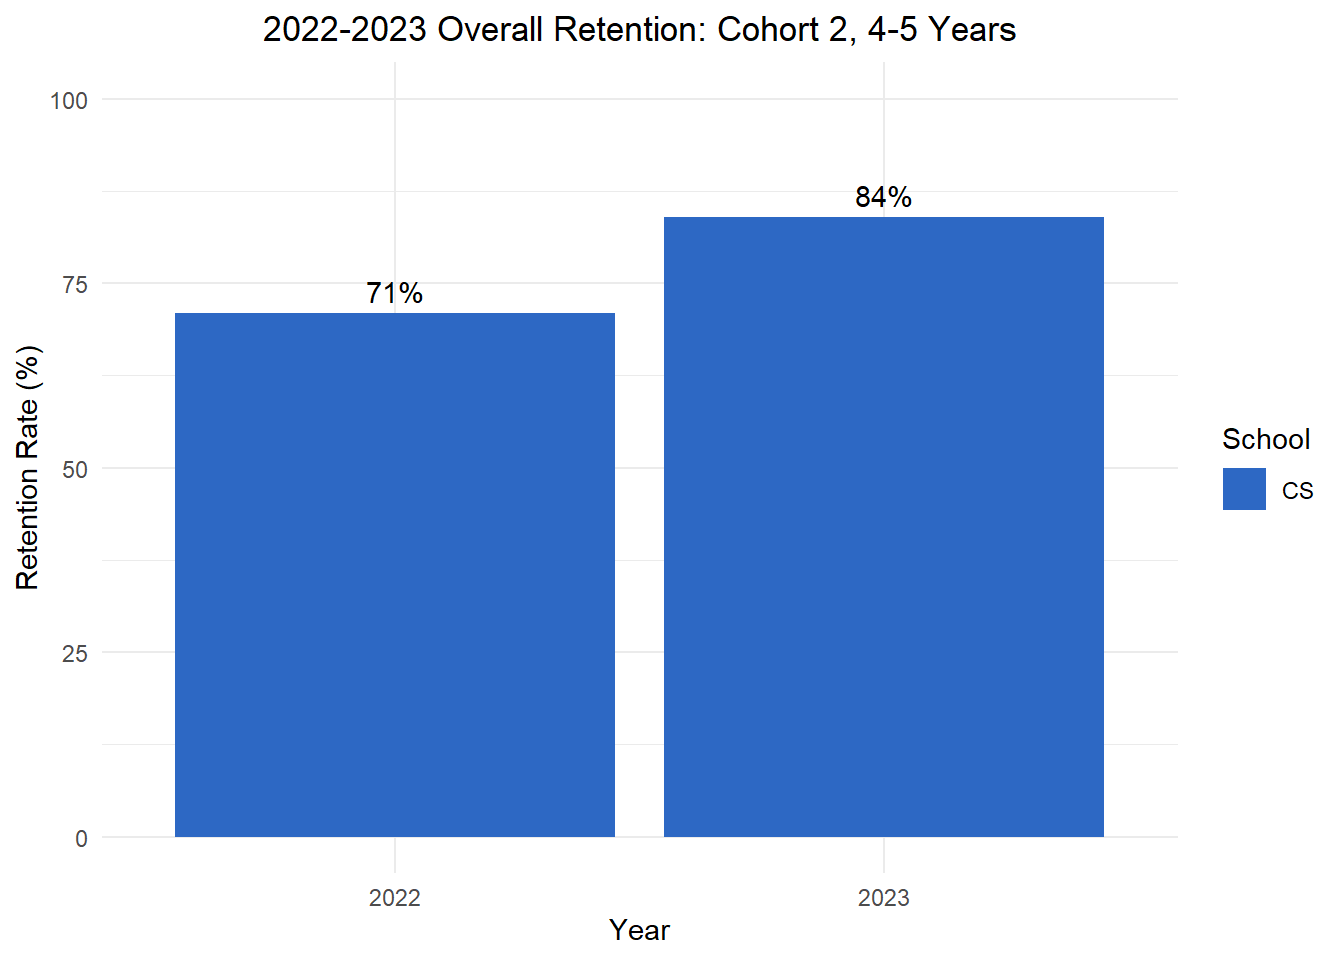 2022-2023 Overall Retention: Cohort 2, 4-5 Years
Retention Rate (%)
100
75
50
25
0
71%
84%
2022
2023
Year
School
CS